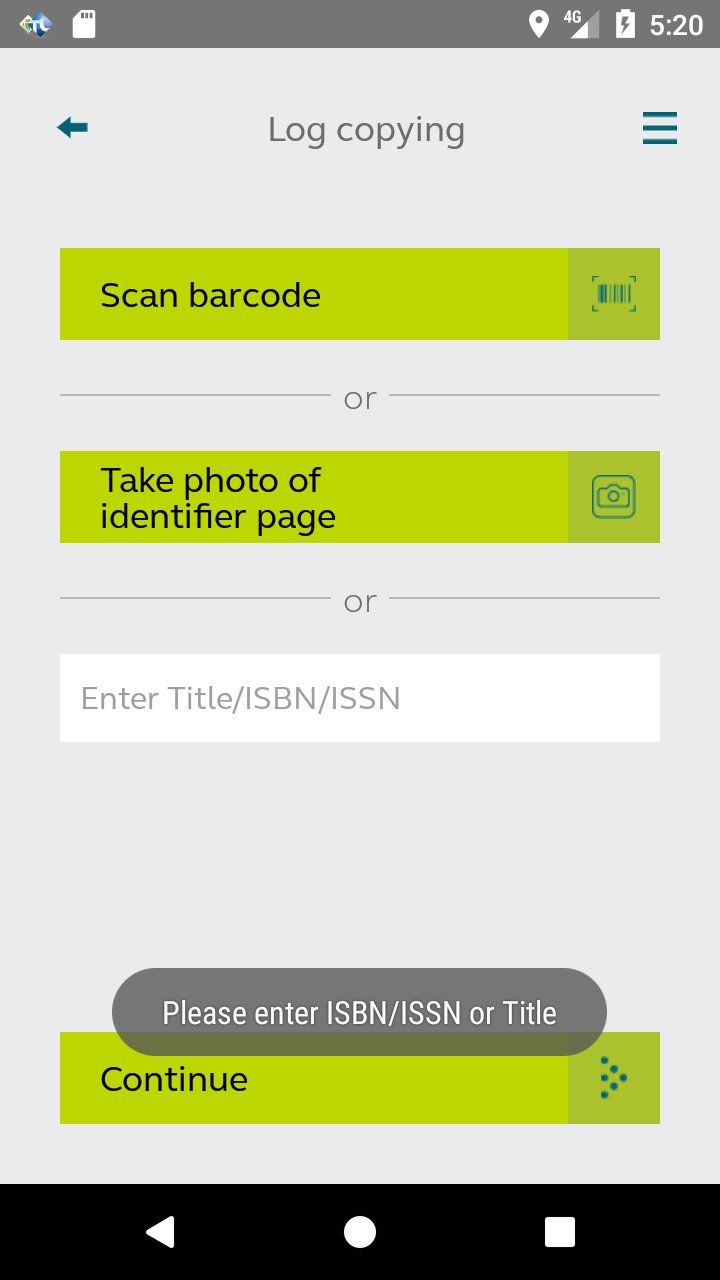 4G 5:20
Log copying
Scan barcode
or
Take photo of
identifier page
or
Enter Title/ISBN/ISSN
Please enter ISBN/ISSN or Title
Continue